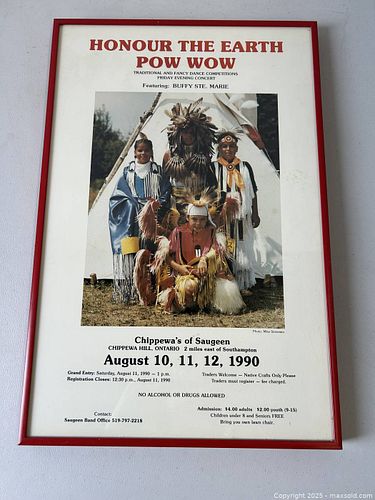 HONOUR THE EARTH
POW WOW
TRADITIONAL AND FANCY DANCE COMPETITIONS
FRIDAY EVENING CONCERT
Featuring: BUFFY STE. MARIE
Chippewa's of Saugeen
CHIPPEWA HILL, ONTARIO 2 miles east of Southampton
August 10, 11, 12, 1990
Grand Entry: Saturday, August 11, 1990 — 1 p.m.
Registration Closes: 12:30 p.m., August 11, 1990
Traders Welcome — Native Crafts Only Please
Traders must register — fee charged.
NO ALCOHOL OR DRUGS ALLOWED
Contact:
Saugeen Band Office 519-797-2218
Admission: $4.00 adults $2.00 youth (9-15)
Children under 8 and Seniors FREE
Bring you own lawn chair.
Copyright 2025 - maxsold.com